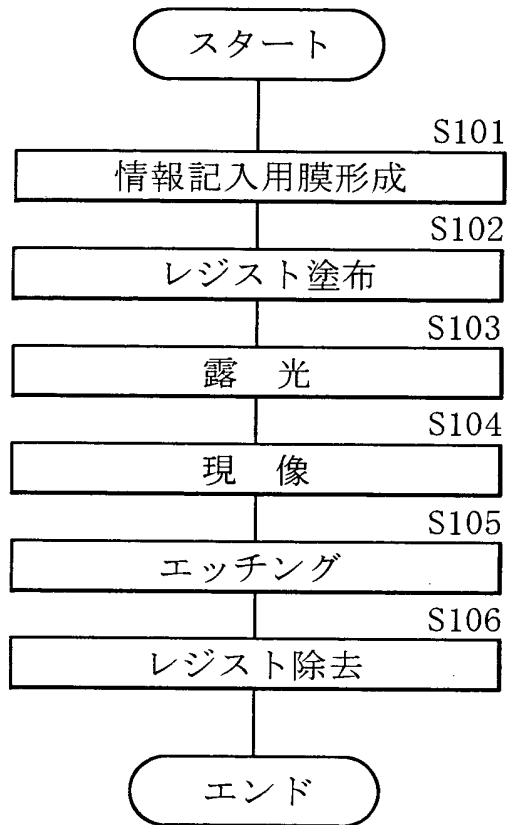 スタート
S101
情報記入用膜形成
S102
レジスト塗布
S103
露　光
S104
現　像
S105
エッチング
S106
レジスト除去
エンド